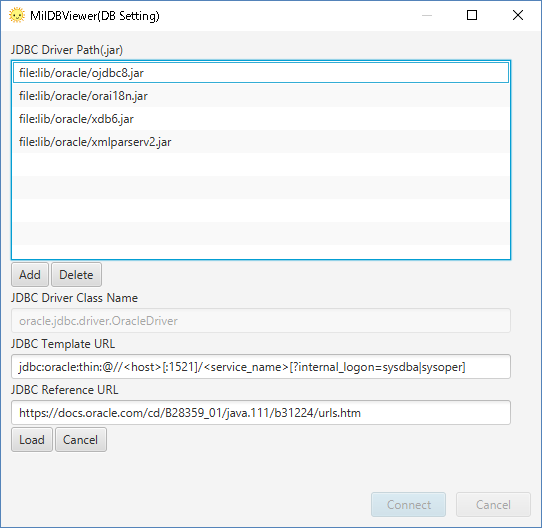 MilDBViewer(DB Setting)
JDBC Driver Path(.jar)
file:lib/oracle/ojdbc8.jar
file:lib/oracle/orai18n.jar
file:lib/oracle/xdb6.jar
file:lib/oracle/xmlparserv2.jar
Add Delete
JDBC Driver Class Name
oracle.jdbc.driver.OracleDriver
JDBC Template URL
jdbc:oracle:thin:@//<host>[:1521]/<service_name>[?internal_logon=sysdba|sysoper]
JDBC Reference URL
https://docs.oracle.com/cd/B28359_01/java.111/b31224/urls.htm
Load Cancel
Connect Cancel